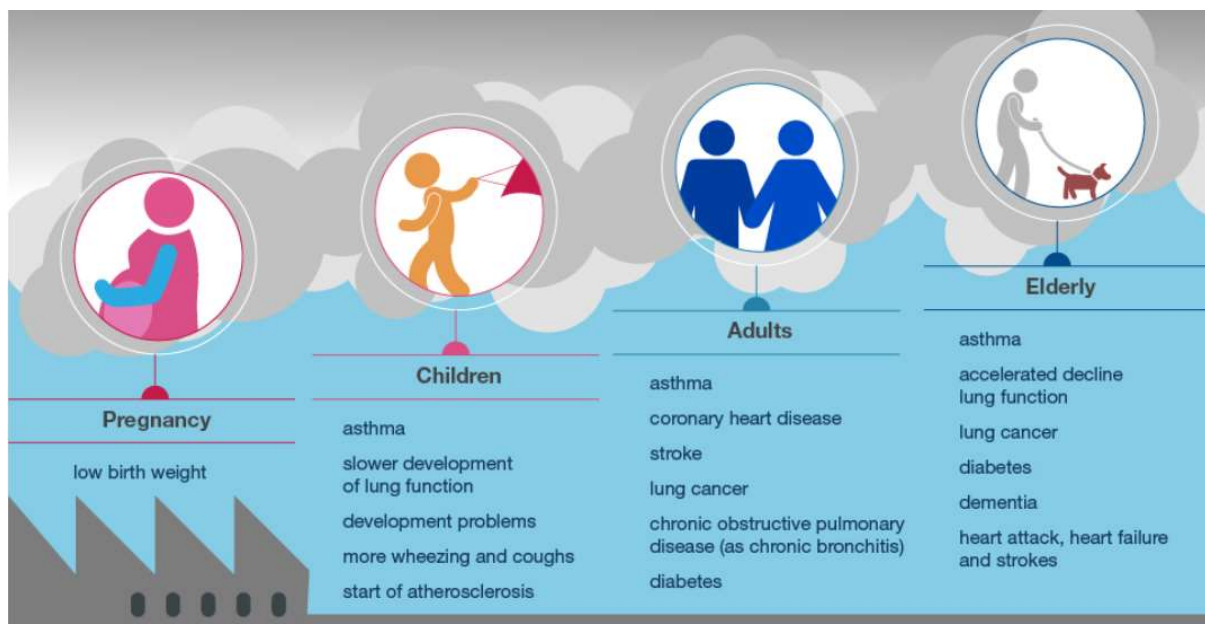 Pregnancy
low birth weight
Children
asthma
slower development
of lung function
development problems
more wheezing and coughs
start of atherosclerosis
Adults
asthma
coronary heart disease
stroke
lung cancer
chronic obstructive pulmonary
disease (as chronic bronchitis)
diabetes
Elderly
asthma
accelerated decline
lung function
lung cancer
diabetes
dementia
heart attack, heart failure
and strokes